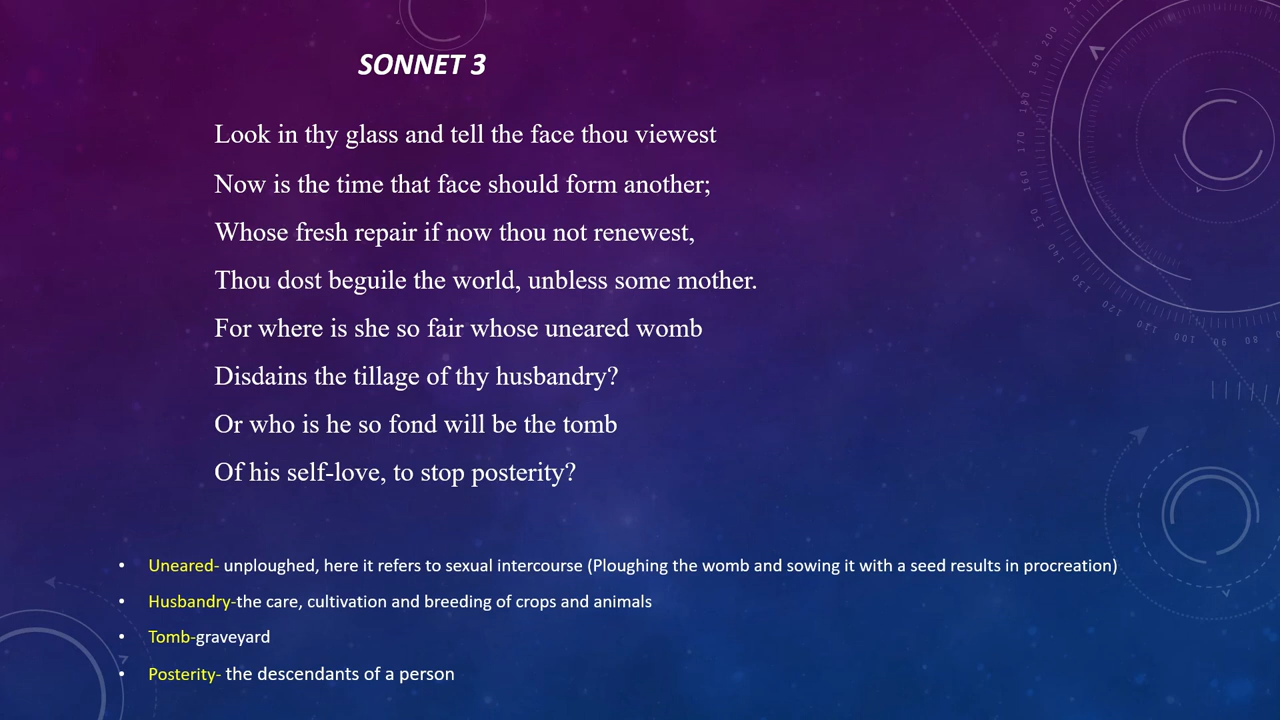 SONNET 3
Look in thy glass and tell the face thou viewest
Now is the time that face should form another;
Whose fresh repair if now thou not renewest,
Thou dost beguile the world, unbless some mother.
For where is she so fair whose uneared womb
Disdains the tillage of thy husbandry?
Or who is he so fond will be the tomb
Of his self-love, to stop posterity?
• Uneared- unploughed, here it refers to sexual intercourse (Ploughing the womb and sowing it with a seed results in procreation)
• Husbandry-the care, cultivation and breeding of crops and animals
• Tomb-graveyard
• Posterity- the descendants of a person